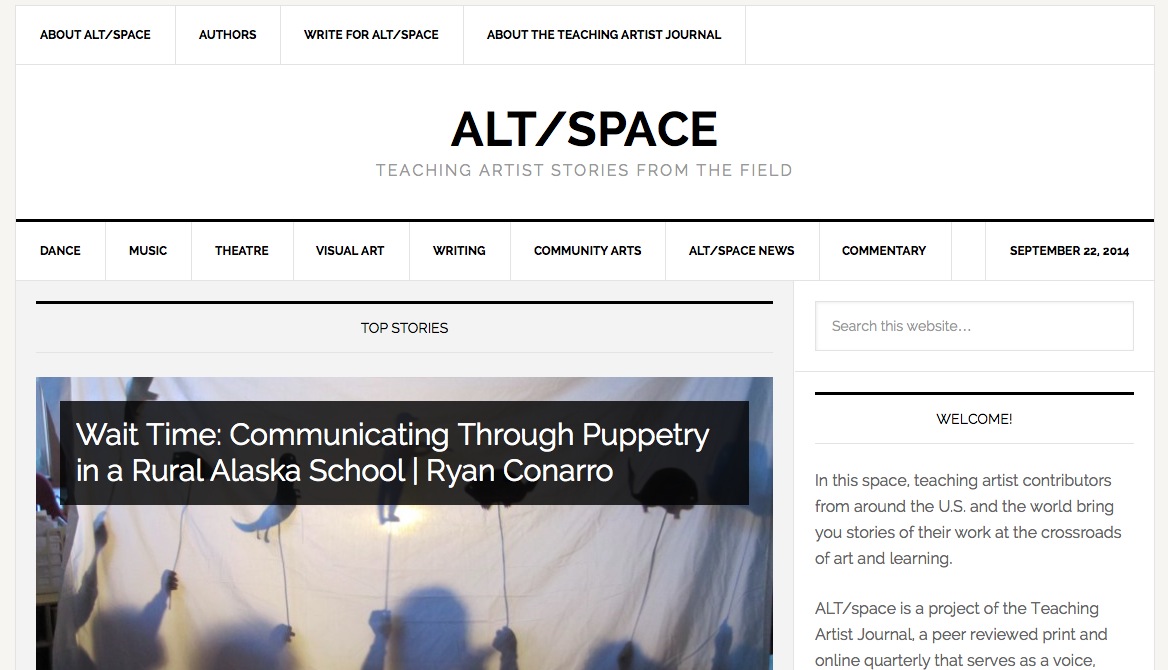 ABOUT ALT/SPACE
AUTHORS
WRITE FOR ALT/SPACE
ABOUT THE TEACHING ARTIST JOURNAL
ALT/SPACE
TEACHING ARTIST STORIES FROM THE FIELD
DANCE
MUSIC
THEATRE
VISUAL ART
WRITING
COMMUNITY ARTS
ALT/SPACE NEWS
COMMENTARY
SEPTEMBER 22, 2014
TOP STORIES
Wait Time: Communicating Through Puppetry
in a Rural Alaska School | Ryan Conarro
Search this website…
WELCOME!
In this space, teaching artist contributors
from around the U.S. and the world bring
you stories of their work at the crossroads
of art and learning.
ALT/space is a project of the Teaching
Artist Journal, a peer reviewed print and
online quarterly that serves as a voice,